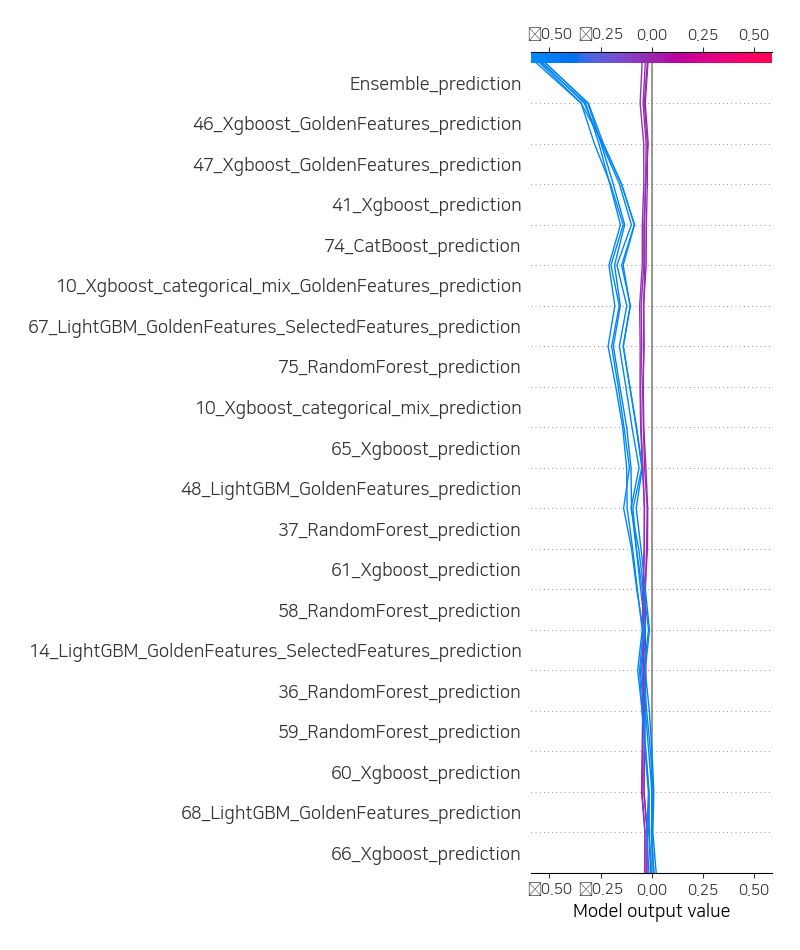 ▯0.50 ▯0.25 0.00 0.25 0.50
Ensemble_prediction
46_Xgboost_GoldenFeatures_prediction
47_Xgboost_GoldenFeatures_prediction
41_Xgboost_prediction
74_CatBoost_prediction
10_Xgboost_categorical_mix_GoldenFeatures_prediction
67_LightGBM_GoldenFeatures_SelectedFeatures_prediction
75_RandomForest_prediction
10_Xgboost_categorical_mix_prediction
65_Xgboost_prediction
48_LightGBM_GoldenFeatures_prediction
37_RandomForest_prediction
61_Xgboost_prediction
58_RandomForest_prediction
14_LightGBM_GoldenFeatures_SelectedFeatures_prediction
36_RandomForest_prediction
59_RandomForest_prediction
60_Xgboost_prediction
68_LightGBM_GoldenFeatures_prediction
66_Xgboost_prediction
▯0.50 ▯0.25 0.00 0.25 0.50
Model output value